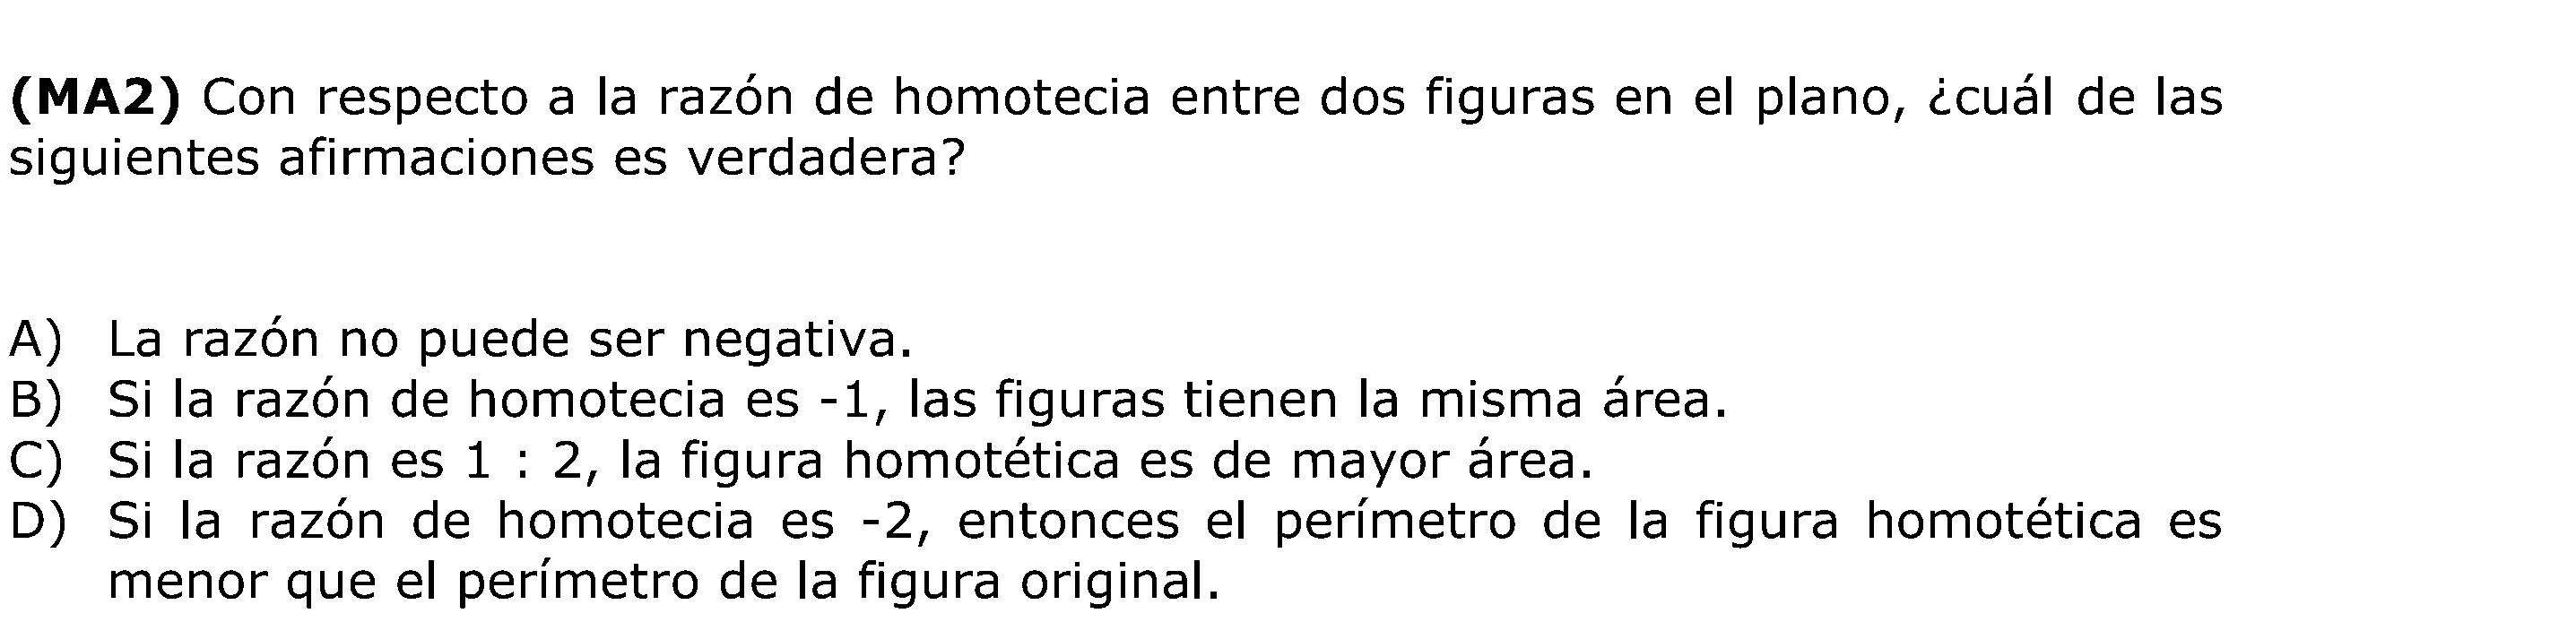 (MA2) Con respecto a la razón de homotecia entre dos figuras en el plano, ¿cuál de las
siguientes afirmaciones es verdadera?
A) La razón no puede ser negativa.
B) Si la razón de homotecia es -1, las figuras tienen la misma área.
C) Si la razón es 1 : 2, la figura homotética es de mayor área.
D) Si la razón de homotecia es -2, entonces el perímetro de la figura homotética es
menor que el perímetro de la figura original.